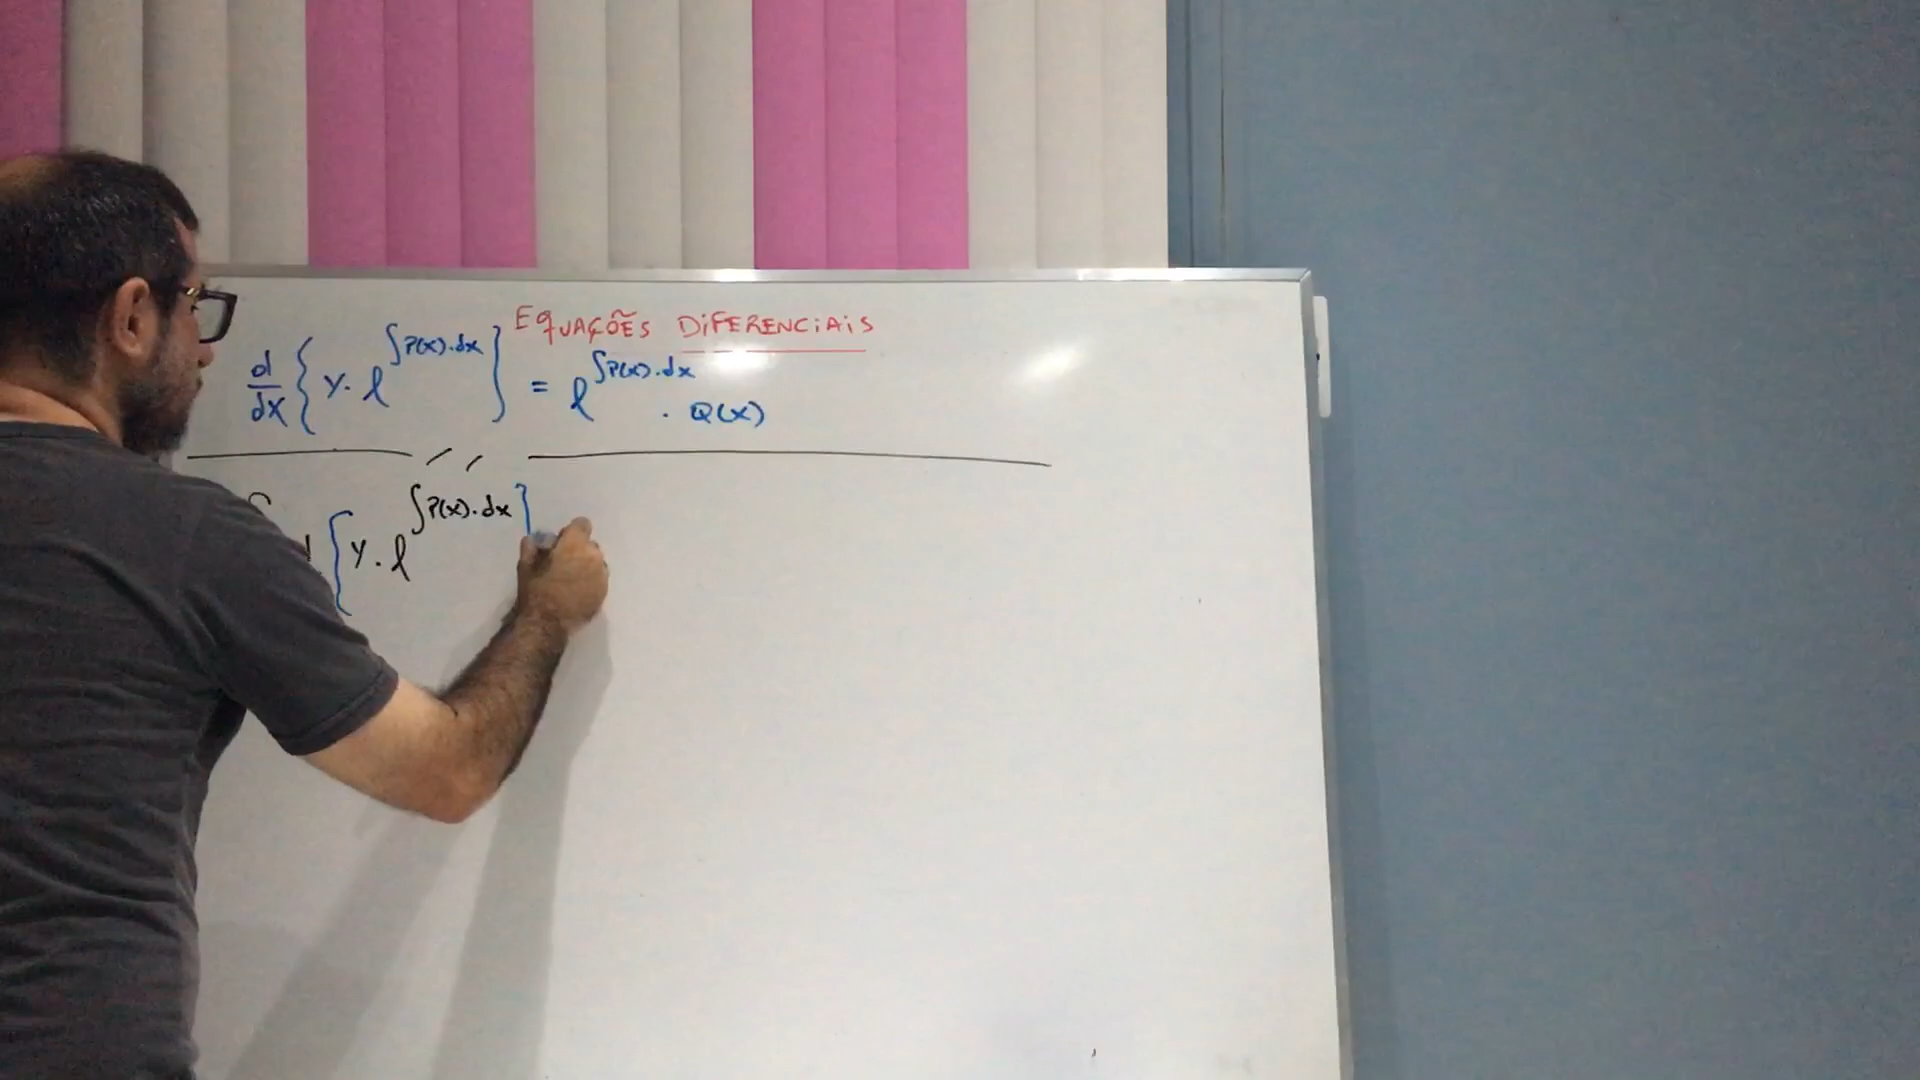 EQUAÇÕES DIFERENCIAIS
d/dx { y. e^∫P(x).dx } = e^∫P(x).dx . Q(x)
[y. e^∫P(x).dx]